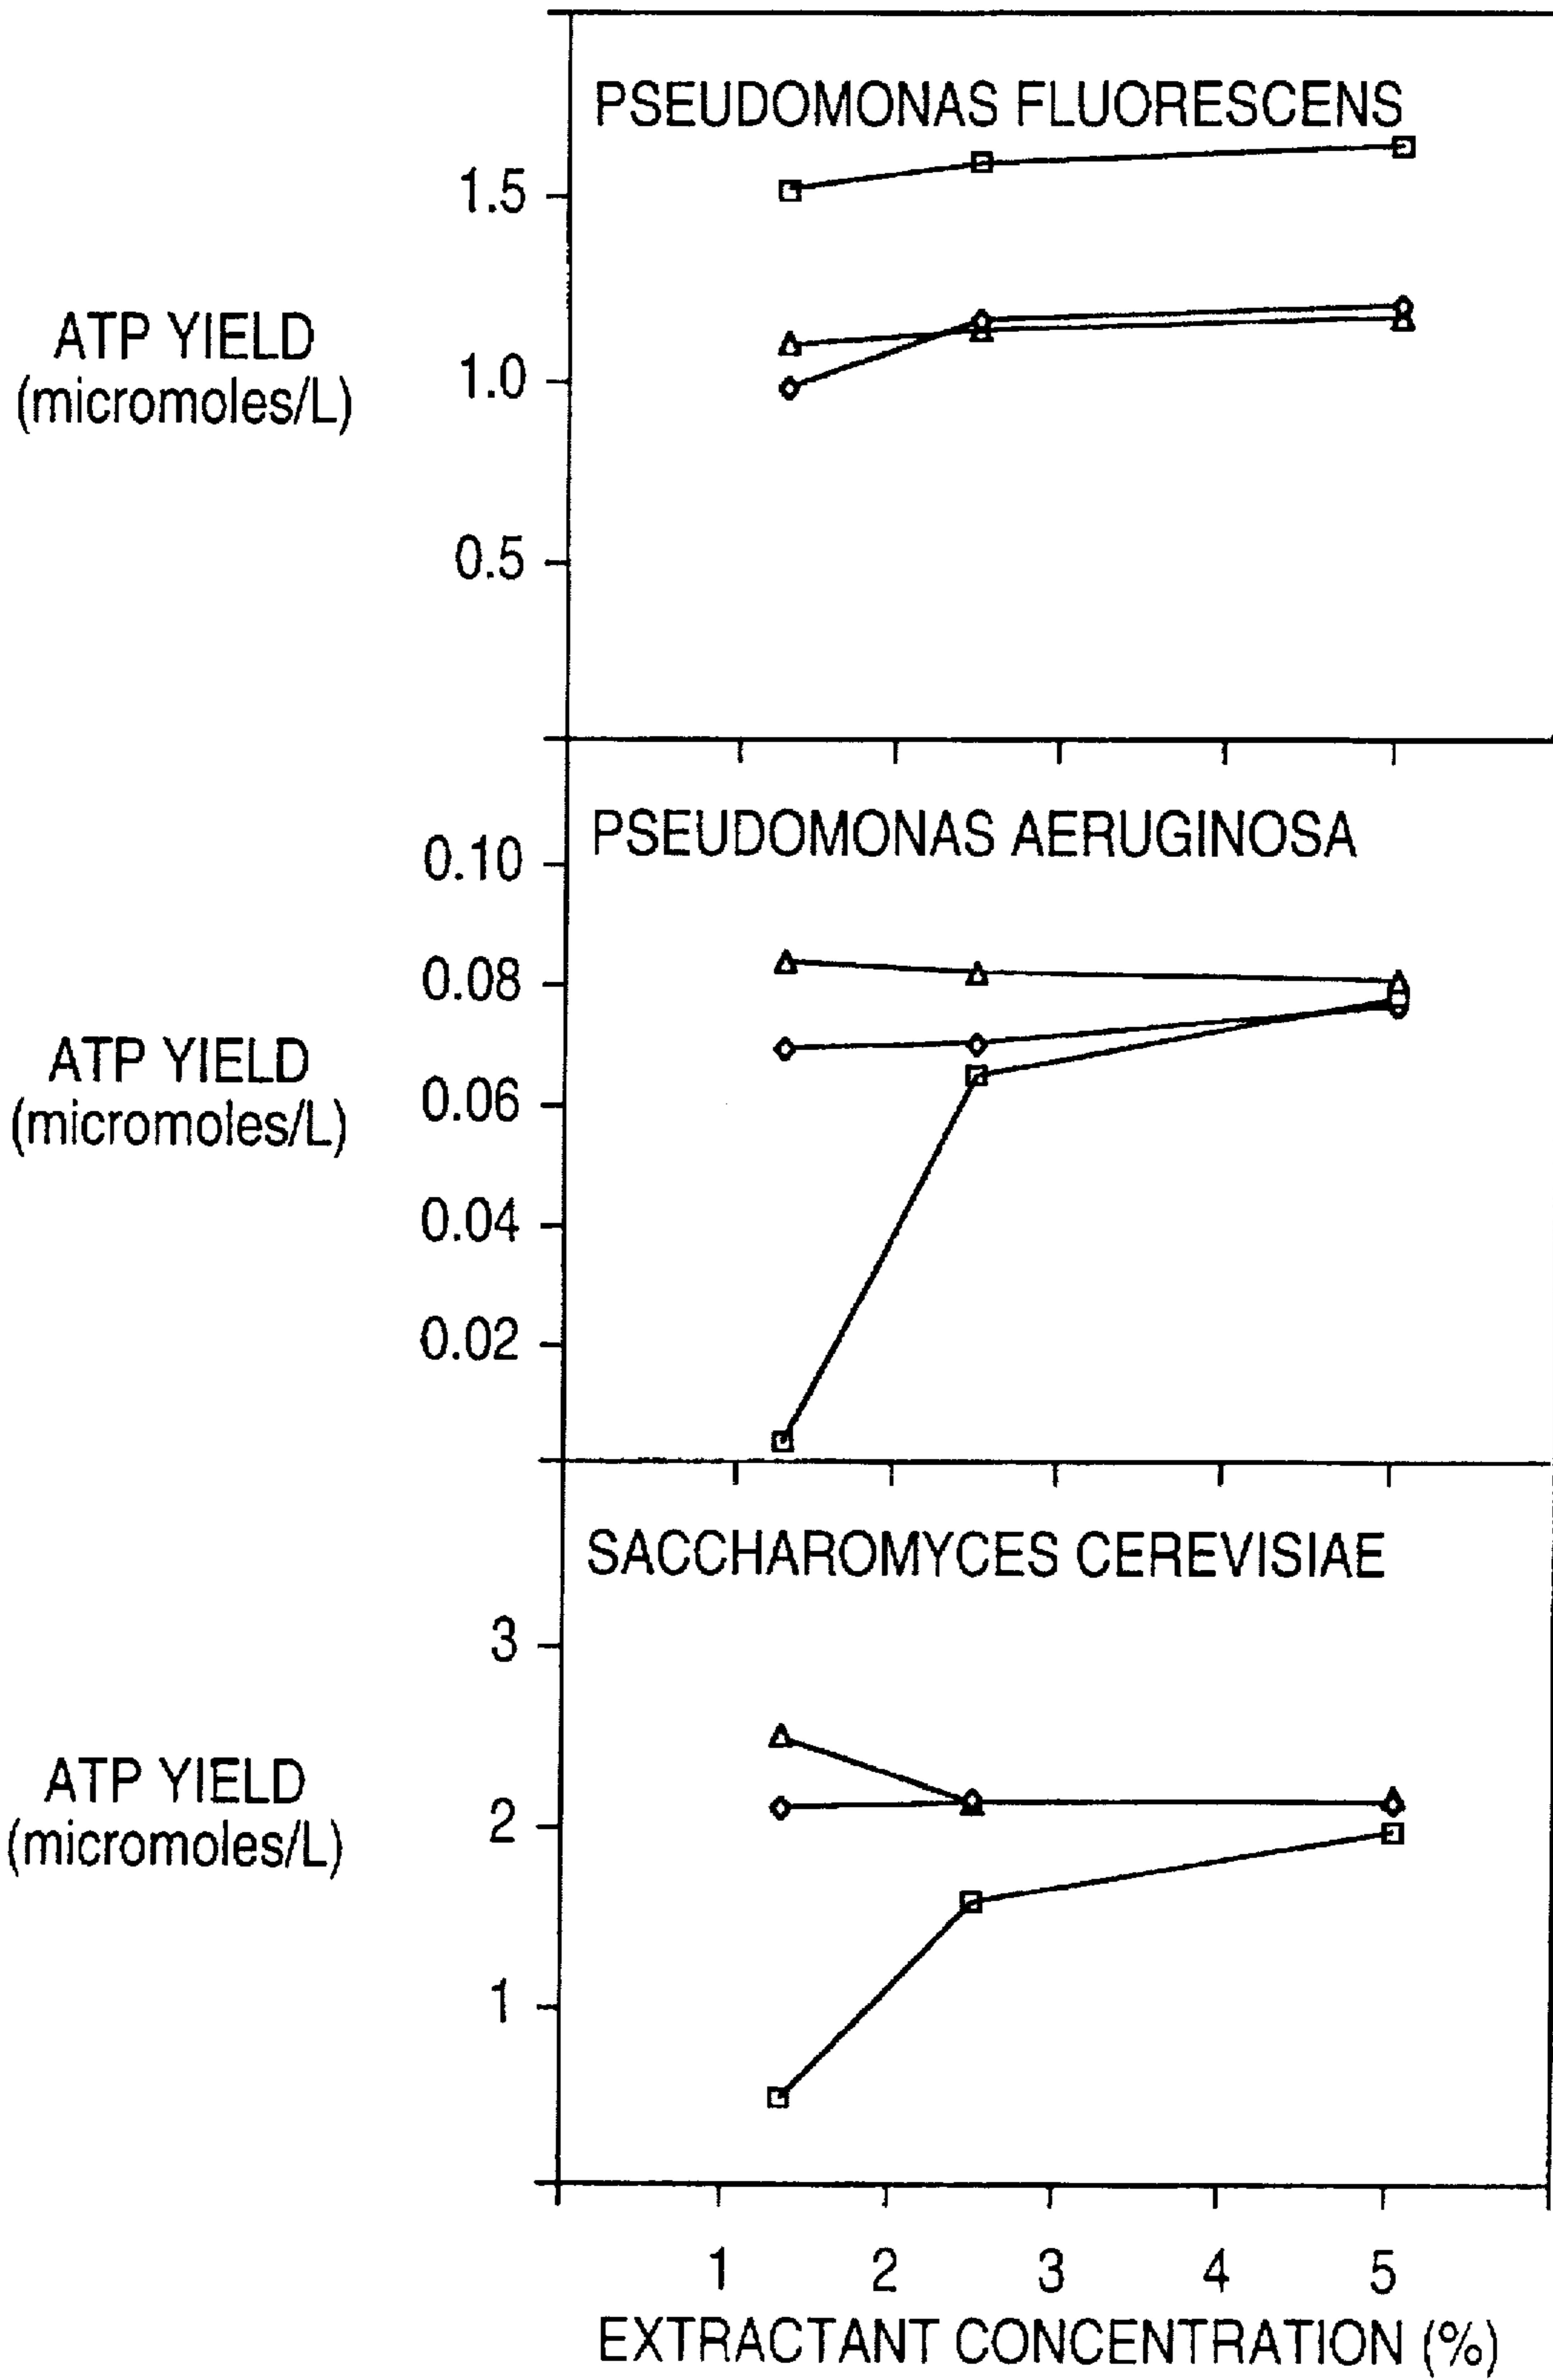 PSEUDOMONAS FLUORESCENS
1.5
ATP YIELD
(micromoles/L)
1.0
0.5
PSEUDOMONAS AERUGINOSA
0.10
0.08
ATP YIELD
(micromoles/L)
0.06
0.04
0.02
SACCHAROMYCES CEREVISIAE
3
ATP YIELD
(micromoles/L)
2
1
1 2 3 4 5
EXTRACTANT CONCENTRATION (%)